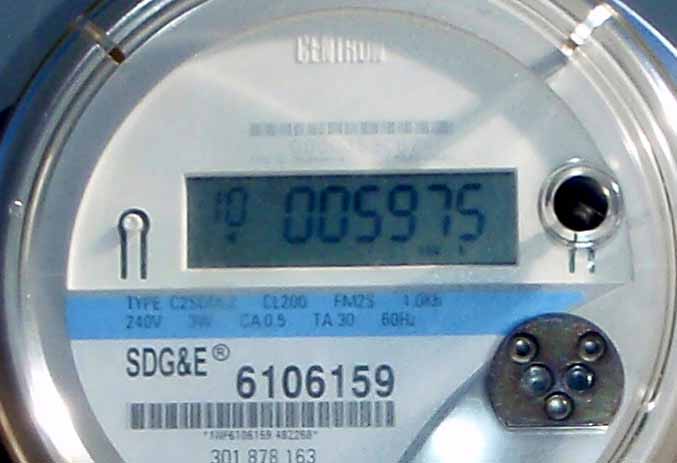 CENTRON
10 005975
TYPE CL200 FM2S 1.0Kh
240V 3W CA 0.5 TA 30 60Hz
SDG&E®
6106159
301 878 163